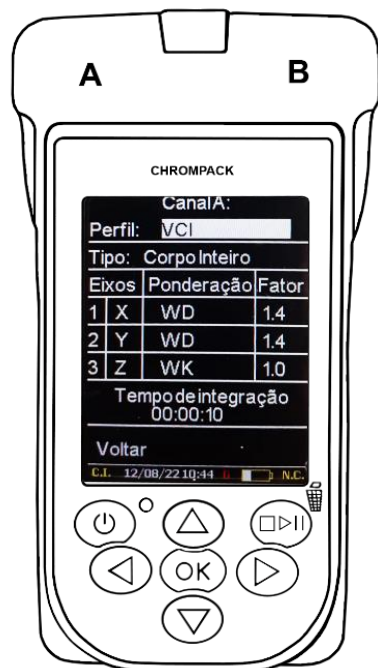 A B
CHROMPACK
Canal A:
Perfil: VCI
Tipo: Corpo Inteiro
Eixos Ponderação Fator
1 X WD 1.4
2 Y WD 1.4
3 Z WK 1.0
Tempo de integração
00:00:10
Voltar
C.I. 12/08/22 10:44 N.C.
OK